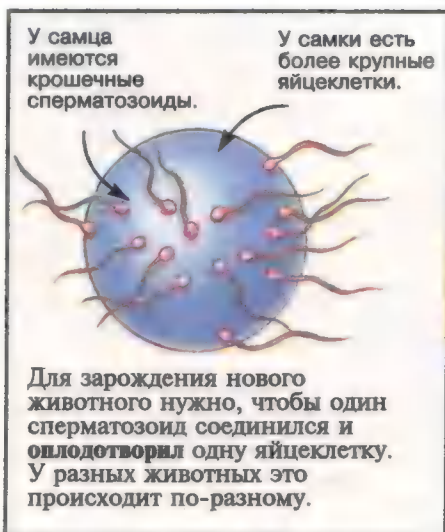 У самца
имеются
крошечные
сперматозоиды.
У самки есть
более крупные
яйцеклетки.
Для зарождения нового
животного нужно, чтобы один
сперматозоид соединился и
оплодотворил одну яйцеклетку.
У разных животных это
происходит по-разному.